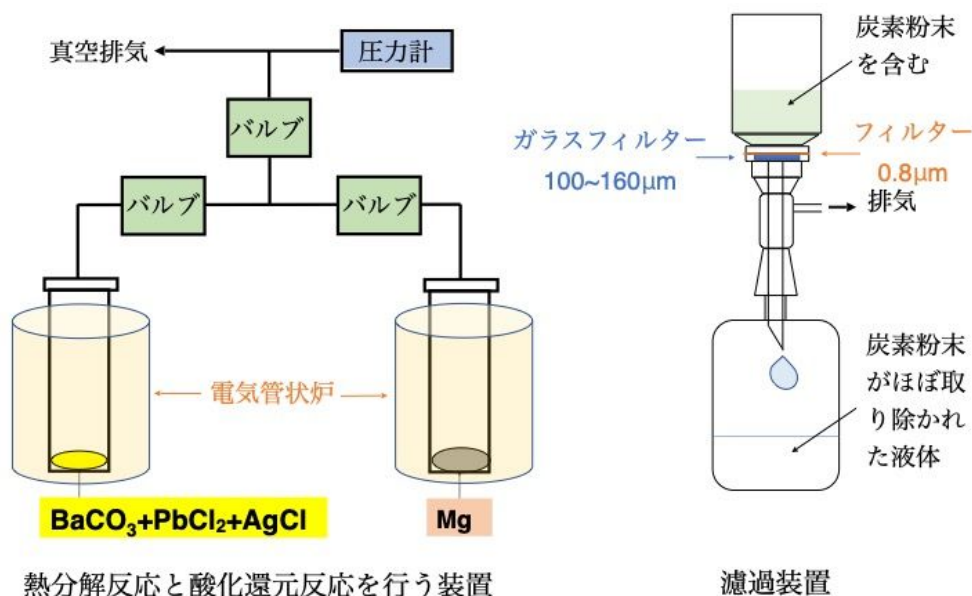 真空排気
圧力計
バルブ
バルブ
バルブ
電気管状炉
BaCO₃+PbCl₂+AgCl
Mg
熱分解反応と酸化還元反応を行う装置
炭素粉末
を含む
ガラスフィルター
100~160μm
フィルター
0.8μm
排気
炭素粉末
がほぼ取
り除かれ
た液体
濾過装置